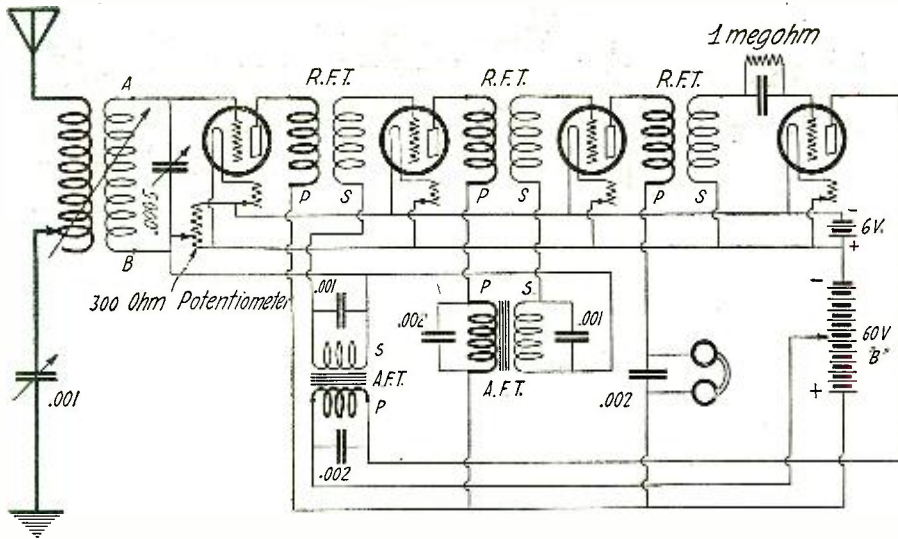 1 megohm
R.F.T.
R.F.T.
R.F.T.
A
.0005
B
P
S
P
S
P
S
-
6V.
+
300 Ohm Potentiometer
.001
S
A.F.T.
P
.002
.002
P
S
.001
A.F.T.
.002
-
60V
"B"
+
.001